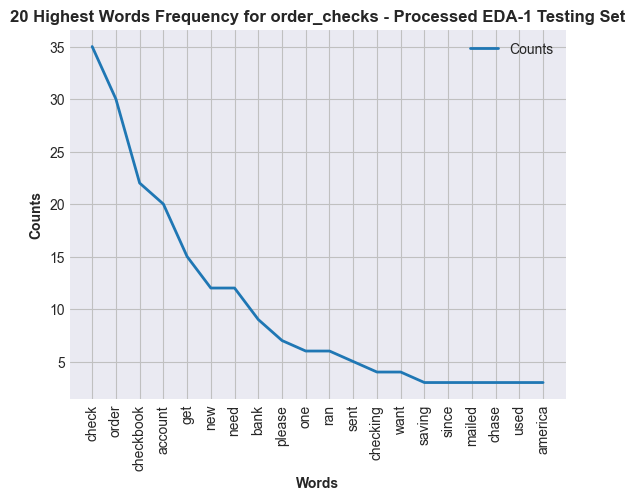 20 Highest Words Frequency for order_checks - Processed EDA-1 Testing Set
Counts
35
30
25
20
15
10
5
Counts
check
order
checkbook
account
get
new
need
bank
please
one
ran
sent
checking
want
saving
since
mailed
chase
used
america
Words